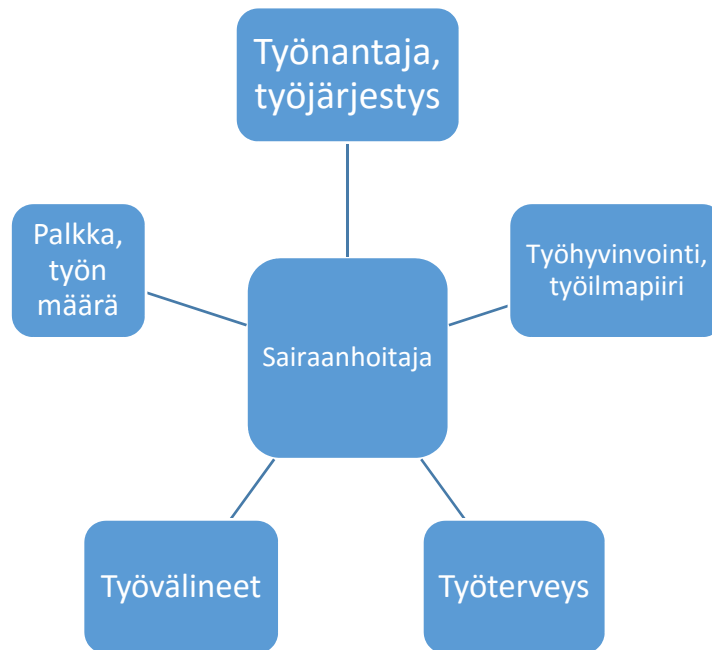 Työnantaja,
työjärjestys
Palkka,
työn
määrä
Työhyvinvointi,
työilmapiiri
Sairaanhoitaja
Työvälineet
Työterveys